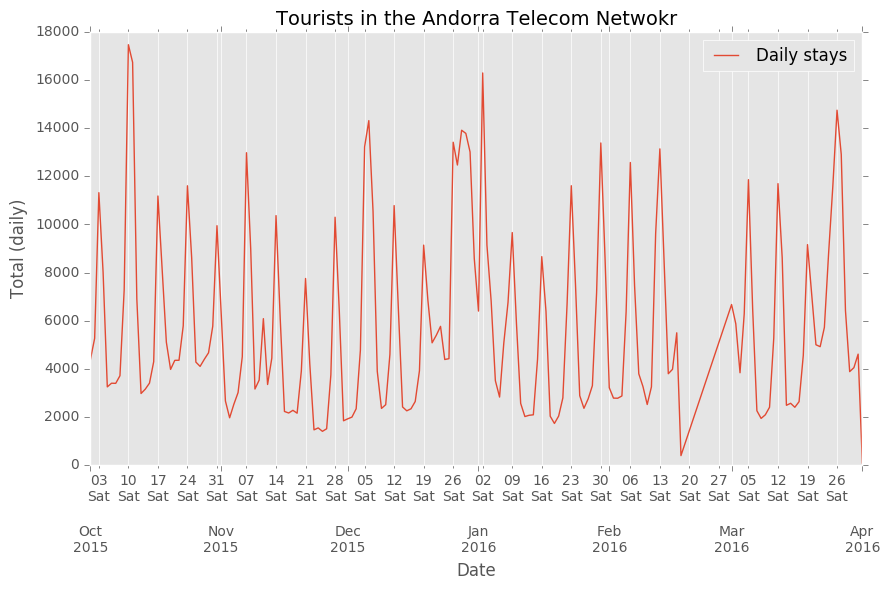 Tourists in the Andorra Telecom Netwokr
Daily stays
Total (daily)
18000
16000
14000
12000
10000
8000
6000
4000
2000
0
03 10 17 24 31 07 14 21 28 05 12 19 26 02 09 16 23 30 06 13 20 27 05 12 19 26
Sat Sat Sat Sat Sat Sat Sat Sat Sat Sat Sat Sat Sat Sat Sat Sat Sat Sat Sat Sat Sat Sat Sat Sat Sat Sat
Oct Nov Dec Jan Feb Mar Apr
2015 2015 2015 2016 2016 2016 2016
Date